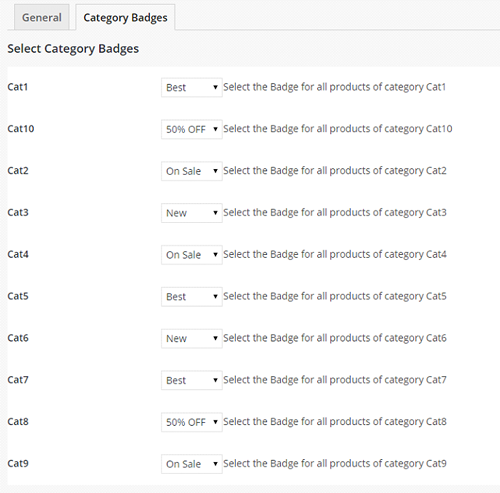 General Category Badges
Select Category Badges
Cat1 Best Select the Badge for all products of category Cat1
Cat10 50% OFF Select the Badge for all products of category Cat10
Cat2 On Sale Select the Badge for all products of category Cat2
Cat3 New Select the Badge for all products of category Cat3
Cat4 On Sale Select the Badge for all products of category Cat4
Cat5 Best Select the Badge for all products of category Cat5
Cat6 New Select the Badge for all products of category Cat6
Cat7 Best Select the Badge for all products of category Cat7
Cat8 50% OFF Select the Badge for all products of category Cat8
Cat9 On Sale Select the Badge for all products of category Cat9